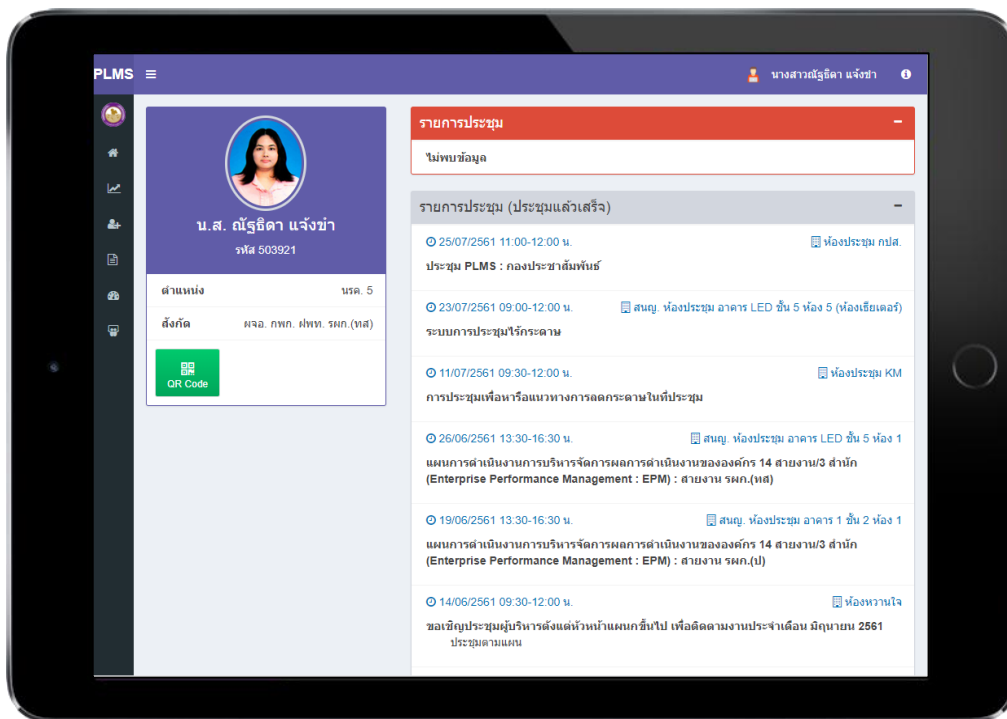 PLMS
นางสาวณัฐธิดา แจ้งขำ
น.ส. ณัฐธิดา แจ้งขำ
รหัส 503921
ตำแหน่ง นรค. 5
สังกัด ผจอ. กพก. ฝพท. รผก.(ทส)
QR Code
รายการประชุม
ไม่พบข้อมูล
รายการประชุม (ประชุมแล้วเสร็จ)
25/07/2561 11:00-12:00 น. ห้องประชุม กปส.
ประชุม PLMS : กองประชาสัมพันธ์
23/07/2561 09:00-12:00 น. สนญ. ห้องประชุม อาคาร LED ชั้น 5 ห้อง 5 (ห้องเธียเตอร์)
ระบบการประชุมไร้กระดาษ
11/07/2561 09:30-12:00 น. ห้องประชุม KM
การประชุมเพื่อหารือแนวทางการลดกระดาษในที่ประชุม
26/06/2561 13:30-16:30 น. สนญ. ห้องประชุม อาคาร LED ชั้น 5 ห้อง 1
แผนการดำเนินงานการบริหารจัดการผลการดำเนินงานขององค์กร 14 สายงาน/3 สำนัก
(Enterprise Performance Management : EPM) : สายงาน รผก.(ทส)
19/06/2561 13:30-16:30 น. สนญ. ห้องประชุม อาคาร 1 ชั้น 2 ห้อง 1
แผนการดำเนินงานการบริหารจัดการผลการดำเนินงานขององค์กร 14 สายงาน/3 สำนัก
(Enterprise Performance Management : EPM) : สายงาน รผก.(ป)
14/06/2561 09:30-12:00 น. ห้องหวานใจ
ขอเชิญประชุมผู้บริหารตั้งแต่หัวหน้าแผนกขึ้นไป เพื่อติดตามงานประจำเดือน มิถุนายน 2561
ประชุมตามแผน